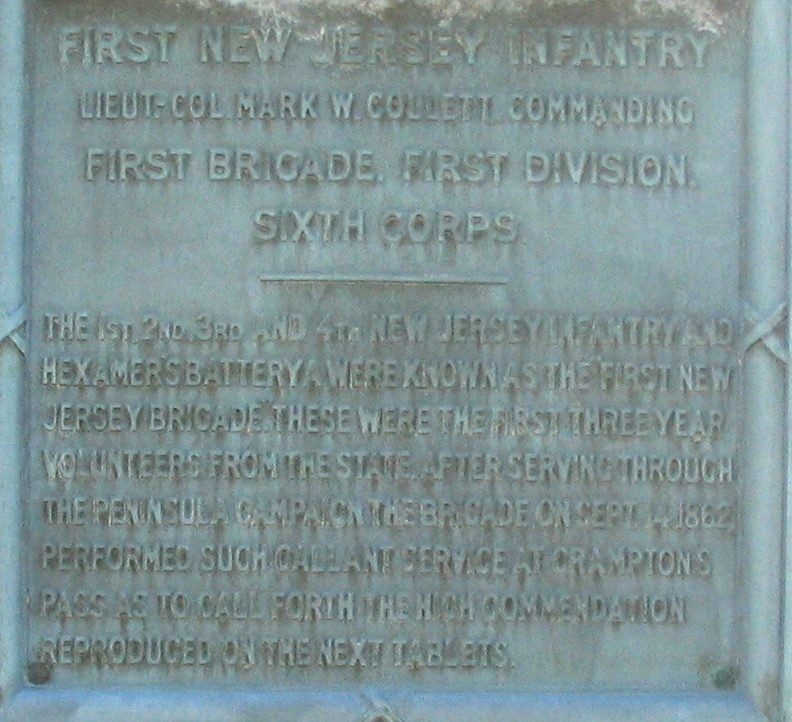 FIRST NEW JERSEY INFANTRY
LIEUT.-COL. MARK W. COLLETT. COMMANDING
FIRST BRIGADE. FIRST DIVISION.
SIXTH CORPS.
THE 1ST, 2ND, 3RD, AND 4TH NEW JERSEY INFANTRY AND
HEXAMER'S BATTERY A WERE KNOWN AS THE FIRST NEW
JERSEY BRIGADE. THESE WERE THE FIRST THREE YEAR
VOLUNTEERS FROM THE STATE. AFTER SERVING THROUGH
THE PENINSULA CAMPAIGN THE BRIGADE, ON SEPT. 14, 1862,
PERFORMED SUCH GALLANT SERVICE AT CRAMPTON'S
PASS AS TO CALL FORTH THE HIGH COMMENDATION
REPRODUCED ON THE NEXT TABLETS.